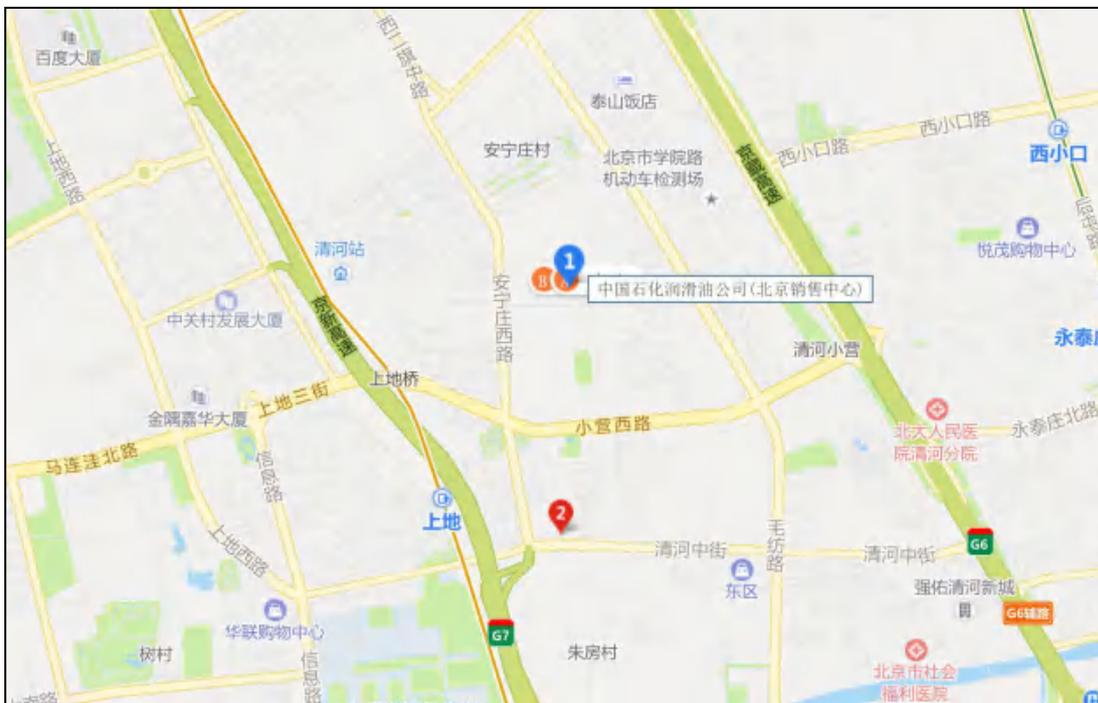 百度大厦
西二旗中路
泰山饭店
西小口路
西小口
京藏高速
西小口路
安宁庄村
北京市学院路
机动车检测场
上地西路
后屯路
悦茂购物中心
清河站
1
B
A
中国石化润滑油公司(北京销售中心)
中关村发展大厦
京新高速
安宁庄西路
永泰庄
清河小营
上地桥
上地三街
金隅嘉华大厦
小营西路
北大人民医
院清河分院
永泰庄北路
马连洼北路
信息路
上地
2
毛纺路
上地西路
清河中街
清河中街
G6
东区
强佑清河新城
G6辅路
华联购物中心
G7
树村
朱房村
信息路
北京市社会
福利医院